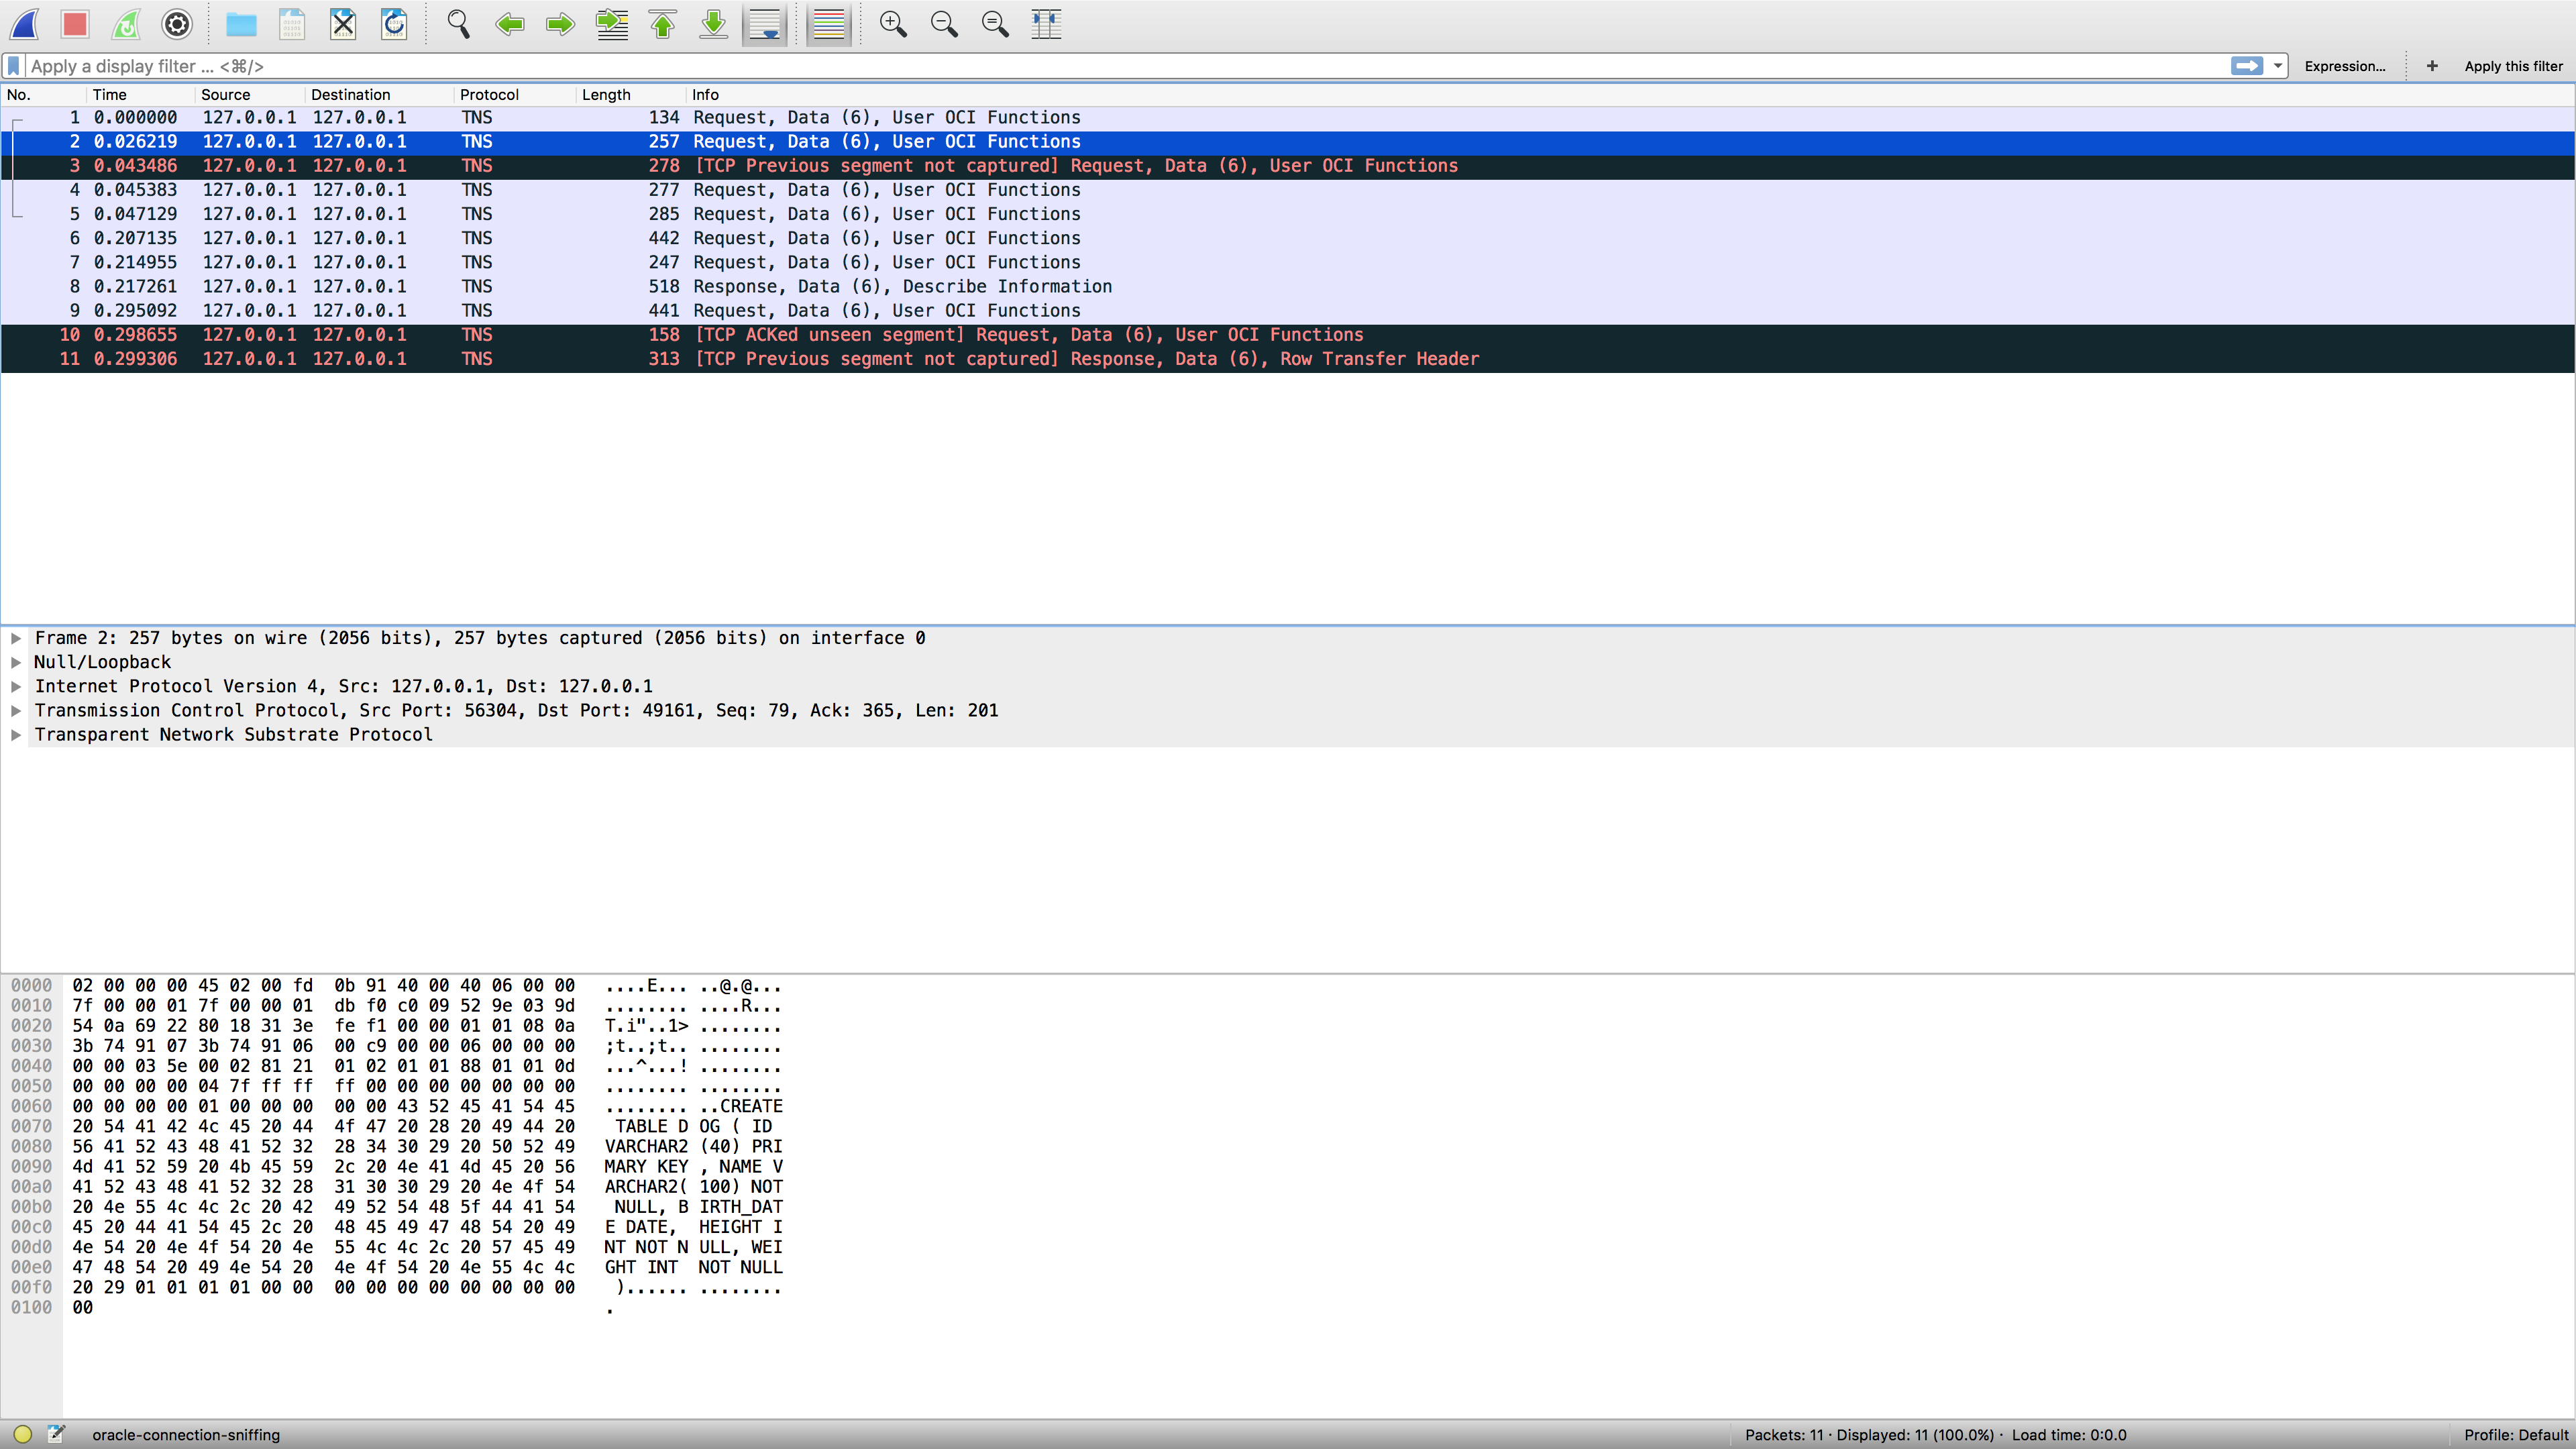 Apply a display filter ... <⌘/>
Expression...
+
Apply this filter
No. Time Source Destination Protocol Length Info
1 0.000000 127.0.0.1 127.0.0.1 TNS 134 Request, Data (6), User OCI Functions
2 0.026219 127.0.0.1 127.0.0.1 TNS 257 Request, Data (6), User OCI Functions
3 0.043486 127.0.0.1 127.0.0.1 TNS 278 [TCP Previous segment not captured] Request, Data (6), User OCI Functions
4 0.045383 127.0.0.1 127.0.0.1 TNS 277 Request, Data (6), User OCI Functions
5 0.047129 127.0.0.1 127.0.0.1 TNS 285 Request, Data (6), User OCI Functions
6 0.207135 127.0.0.1 127.0.0.1 TNS 442 Request, Data (6), User OCI Functions
7 0.214955 127.0.0.1 127.0.0.1 TNS 247 Request, Data (6), User OCI Functions
8 0.217261 127.0.0.1 127.0.0.1 TNS 518 Response, Data (6), Describe Information
9 0.295092 127.0.0.1 127.0.0.1 TNS 441 Request, Data (6), User OCI Functions
10 0.298655 127.0.0.1 127.0.0.1 TNS 158 [TCP ACKed unseen segment] Request, Data (6), User OCI Functions
11 0.299306 127.0.0.1 127.0.0.1 TNS 313 [TCP Previous segment not captured] Response, Data (6), Row Transfer Header
Frame 2: 257 bytes on wire (2056 bits), 257 bytes captured (2056 bits) on interface 0
Null/Loopback
Internet Protocol Version 4, Src: 127.0.0.1, Dst: 127.0.0.1
Transmission Control Protocol, Src Port: 56304, Dst Port: 49161, Seq: 79, Ack: 365, Len: 201
Transparent Network Substrate Protocol
0000 02 00 00 00 45 02 00 fd 0b 91 40 00 40 06 00 00 ....E... ..@.@...
0010 7f 00 00 01 7f 00 00 01 db f0 c0 09 52 9e 03 9d ........ ....R...
0020 54 0a 69 22 80 18 31 3e fe f1 00 00 01 01 08 0a T.i"..1> ........
0030 3b 74 91 07 3b 74 91 06 00 c9 00 00 06 00 00 00 ;t..;t.. ........
0040 00 00 03 5e 00 02 81 21 01 02 01 01 88 01 01 0d ...^...! ........
0050 00 00 00 00 04 7f ff ff ff 00 00 00 00 00 00 00 ........ ........
0060 00 00 00 00 01 00 00 00 00 00 43 52 45 41 54 45 ........ ..CREATE
0070 20 54 41 42 4c 45 20 44 4f 47 20 28 20 49 44 20 TABLE D OG ( ID
0080 56 41 52 43 48 41 52 32 28 34 30 29 20 50 52 49 VARCHAR2 (40) PRI
0090 4d 41 52 59 20 4b 45 59 2c 20 4e 41 4d 45 20 56 MARY KEY , NAME V
00a0 41 52 43 48 41 52 32 28 31 30 30 29 20 4e 4f 54 ARCHAR2( 100) NOT
00b0 20 4e 55 4c 4c 2c 20 42 49 52 54 48 5f 44 41 54 NULL, B IRTH_DAT
00c0 45 20 44 41 54 45 2c 20 48 45 49 47 48 54 20 49 E DATE, HEIGHT I
00d0 4e 54 20 4e 4f 54 20 4e 55 4c 4c 2c 20 57 45 49 NT NOT N ULL, WEI
00e0 47 48 54 20 49 4e 54 20 4e 4f 54 20 4e 55 4c 4c GHT INT NOT NULL
00f0 20 29 01 01 01 01 00 00 00 00 00 00 00 00 00 00 )...... ........
0100 00 .
oracle-connection-sniffing
Packets: 11 · Displayed: 11 (100.0%) · Load time: 0:0.0
Profile: Default